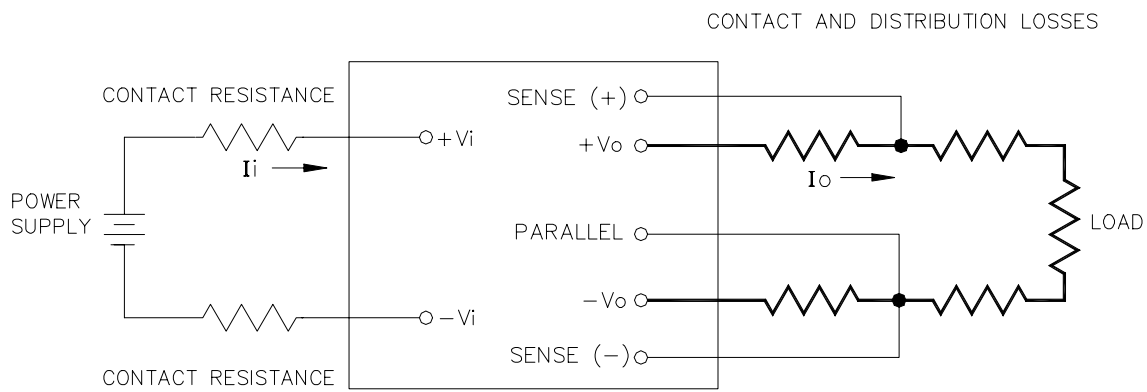 CONTACT AND DISTRIBUTION LOSSES
CONTACT RESISTANCE
SENSE (+)
+Vi
+Vo
Ii
Io
POWER
SUPPLY
PARALLEL
LOAD
-Vo
-Vi
SENSE (-)
CONTACT RESISTANCE